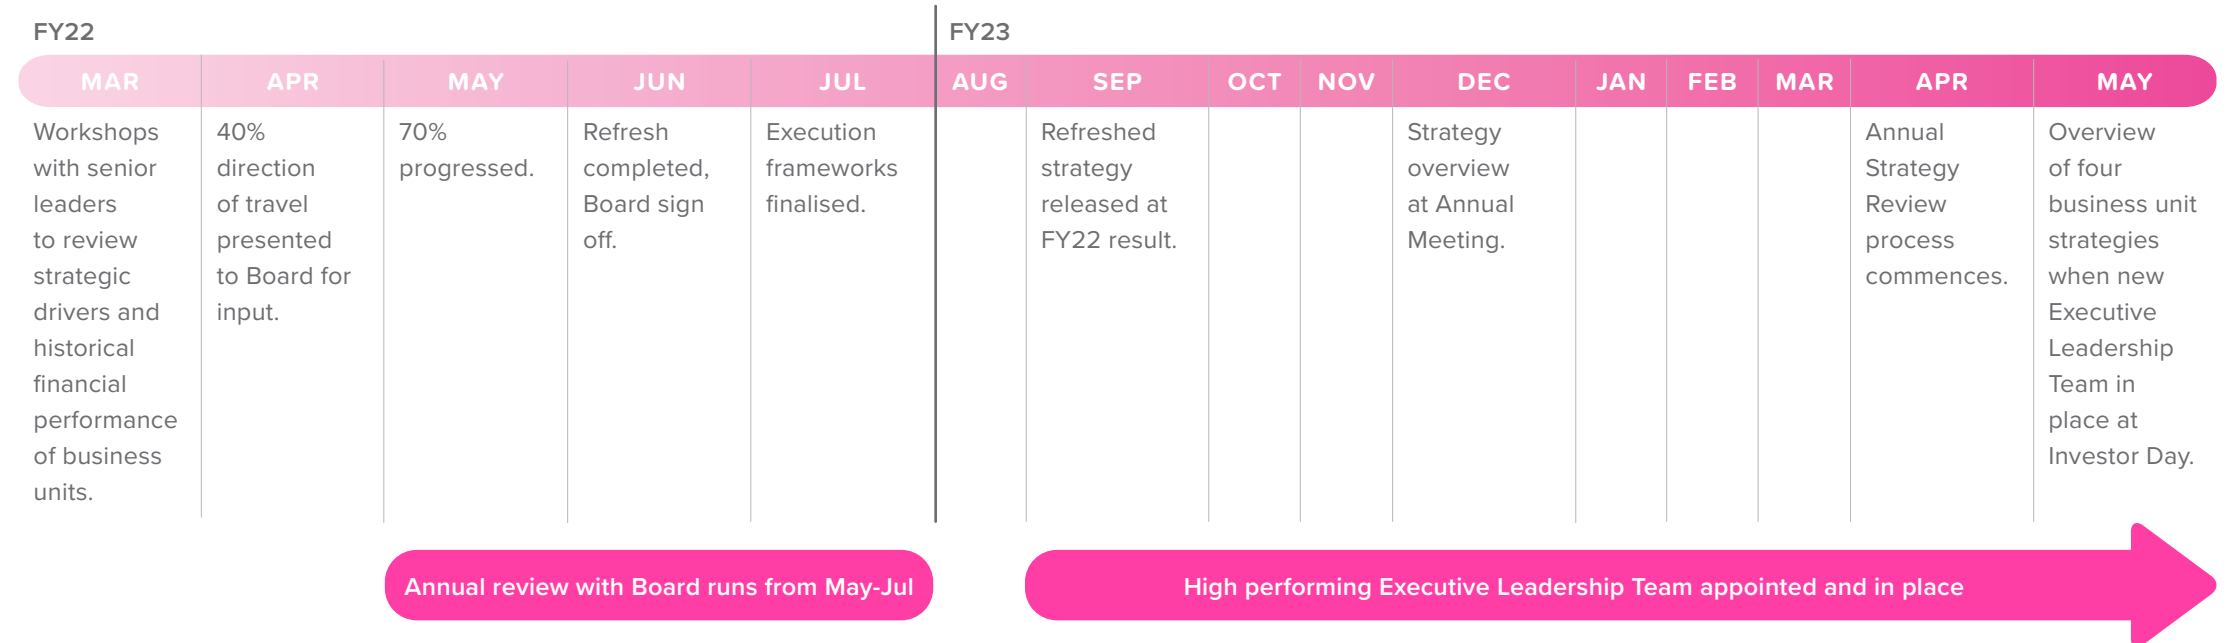 FY22
FY23
MAR
APR
MAY
JUN
JUL
AUG
SEP
OCT
NOV
DEC
JAN
FEB
MAR
APR
MAY
Workshops
with senior
leaders
to review
strategic
drivers and
historical
financial
performance
of business
units.
40%
direction
of travel
presented
to Board for
input.
70%
progressed.
Refresh
completed,
Board sign
off.
Execution
frameworks
finalised.
Refreshed
strategy
released at
FY22 result.
Strategy
overview
at Annual
Meeting.
Annual
Strategy
Review
process
commences.
Overview
of four
business unit
strategies
when new
Executive
Leadership
Team in
place at
Investor Day.
Annual review with Board runs from May-Jul
High performing Executive Leadership Team appointed and in place